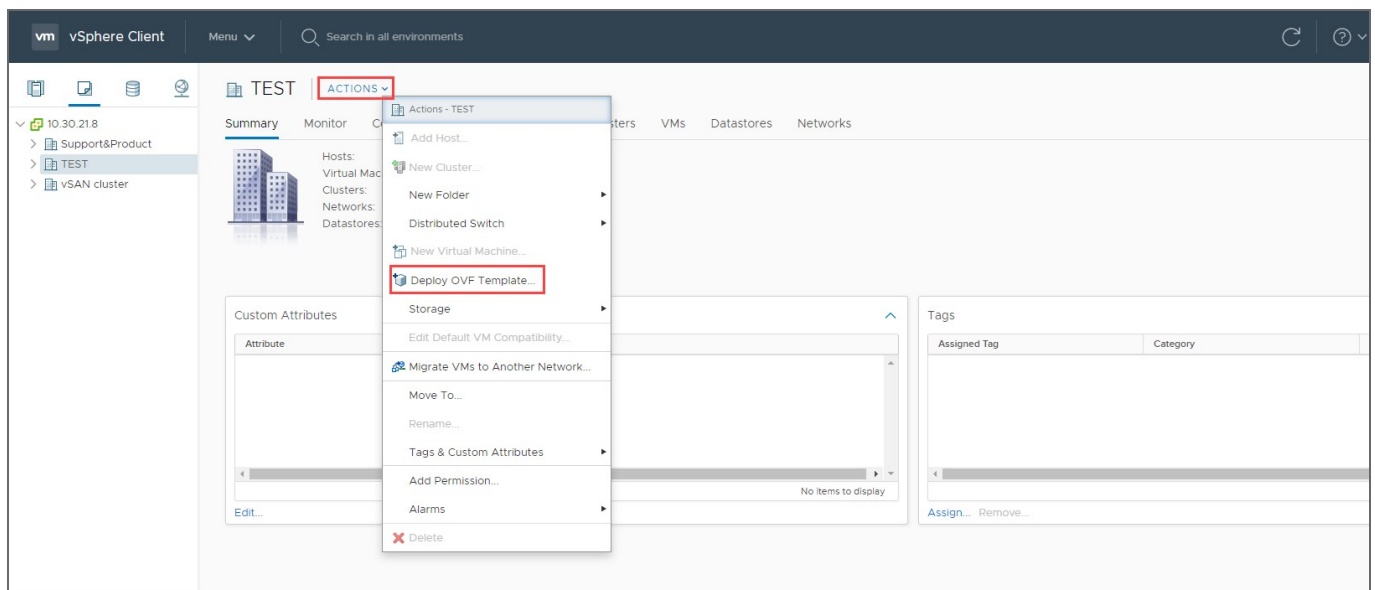 vm vSphere Client Menu Search in all environments
10.30.21.8
Support&Product
TEST
vSAN cluster
TEST ACTIONS
Summary Monitor C sters VMs Datastores Networks
Hosts:
Virtual Mac
Clusters:
Networks:
Datastores:
Actions - TEST
Add Host...
New Cluster...
New Folder
Distributed Switch
New Virtual Machine...
Deploy OVF Template...
Storage
Edit Default VM Compatibility...
Migrate VMs to Another Network...
Move To...
Rename...
Tags & Custom Attributes
Add Permission...
Alarms
Delete
Custom Attributes
Attribute
No items to display
Edit...
Tags
Assigned Tag Category
Assign... Remove...